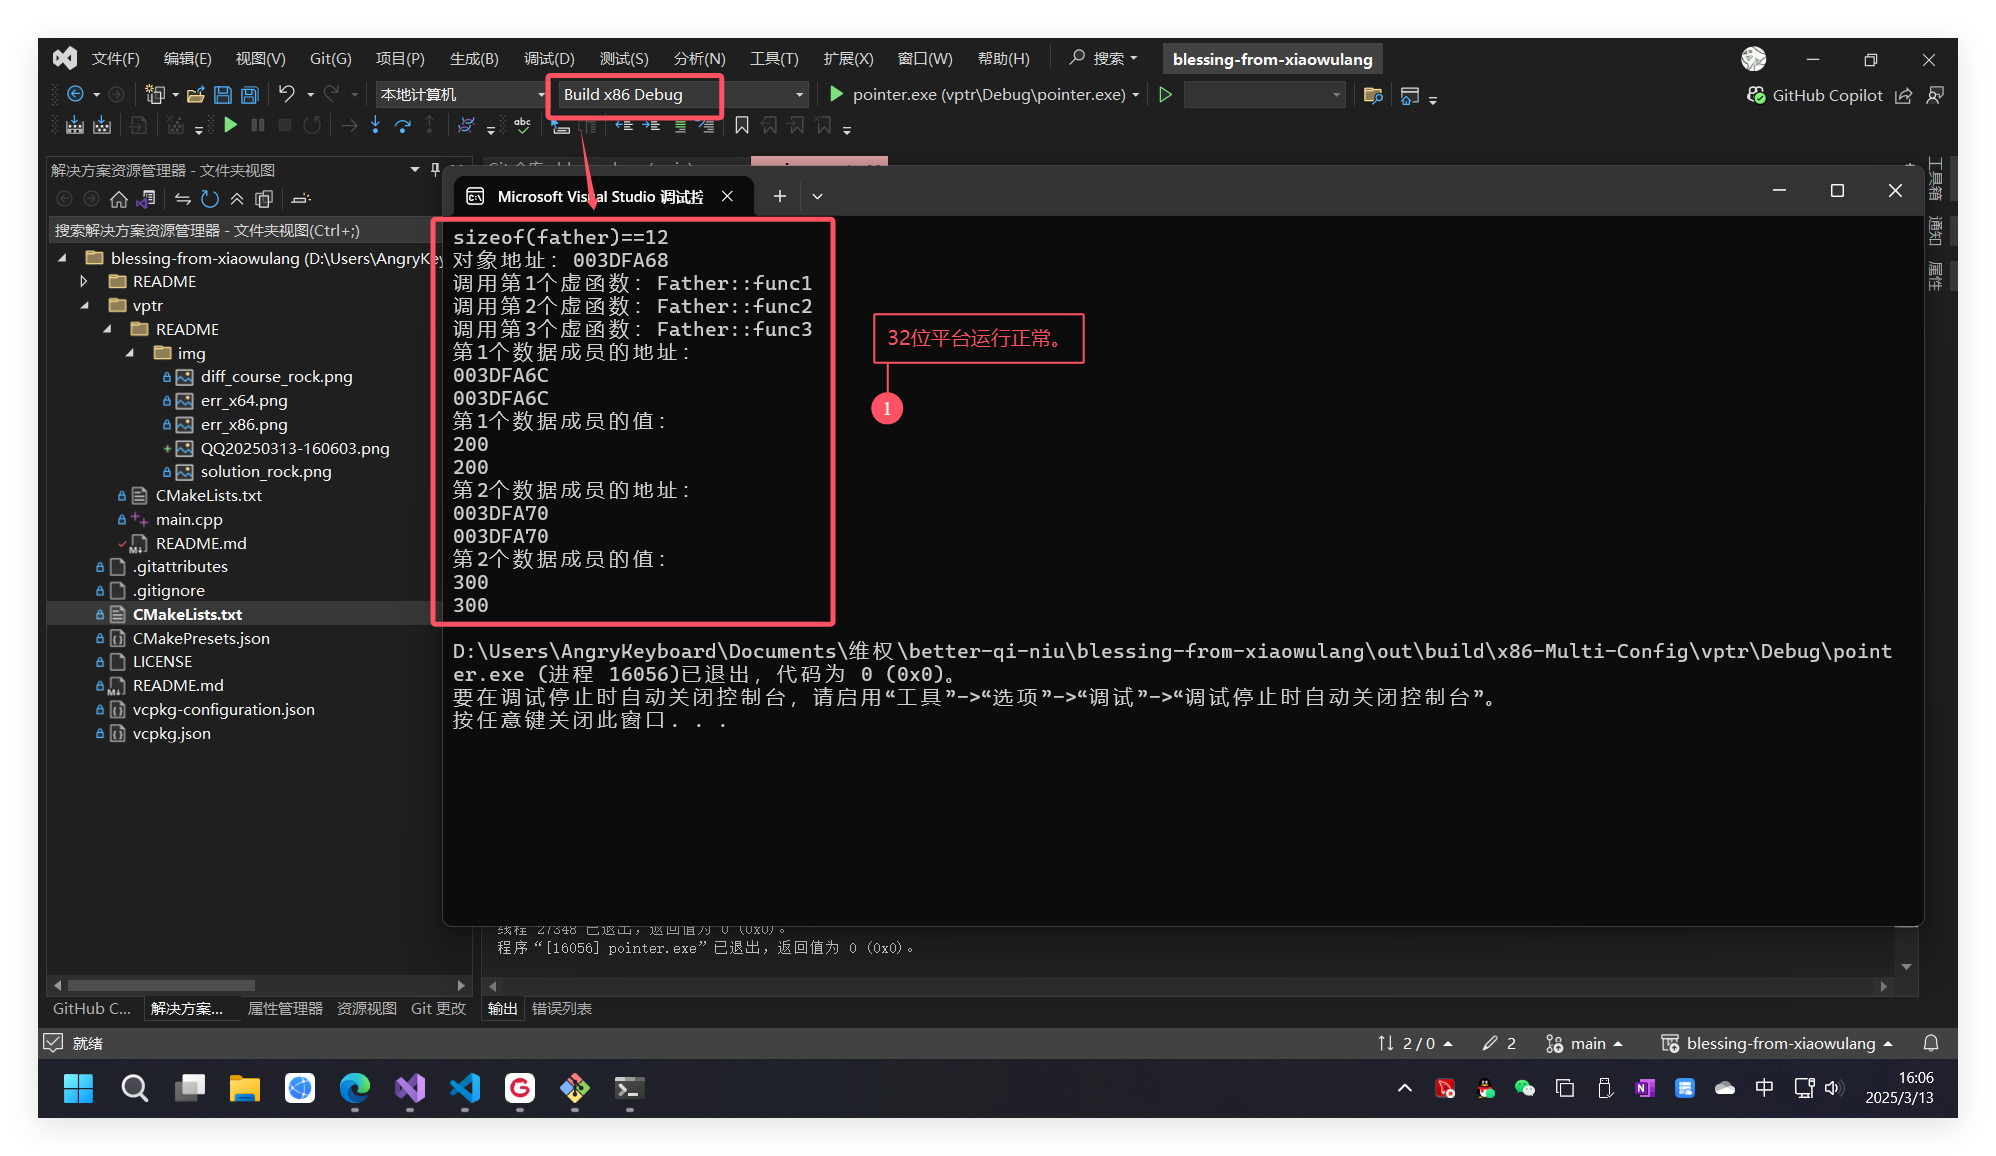 文件(F) 编辑(E) 视图(V) Git(G) 项目(P) 生成(B) 调试(D) 测试(S) 分析(N) 工具(T) 扩展(X) 窗口(W) 帮助(H) 搜索 blessing-from-xiaowulang
本地计算机 Build x86 Debug pointer.exe (vptr\Debug\pointer.exe) GitHub Copilot
解决方案资源管理器 - 文件夹视图
搜索解决方案资源管理器 - 文件夹视图(Ctrl+;)
blessing-from-xiaowulang (D:\Users\AngryKey
README
vptr
README
img
diff_course_rock.png
err_x64.png
err_x86.png
QQ20250313-160603.png
solution_rock.png
CMakeLists.txt
main.cpp
README.md
.gitattributes
.gitignore
CMakeLists.txt
CMakePresets.json
LICENSE
README.md
vcpkg-configuration.json
vcpkg.json
GitHub C... 解决方案... 属性管理器 资源视图 Git 更改
Microsoft Visual Studio 调试控
sizeof(father)==12
对象地址: 003DFA68
调用第1个虚函数: Father::func1
调用第2个虚函数: Father::func2
调用第3个虚函数: Father::func3
第1个数据成员的地址:
003DFA6C
003DFA6C
第1个数据成员的值:
200
200
第2个数据成员的地址:
003DFA70
003DFA70
第2个数据成员的值:
300
300
D:\Users\AngryKeyboard\Documents\维权\better-qi-niu\blessing-from-xiaowulang\out\build\x86-Multi-Config\vptr\Debug\point
er.exe (进程 16056)已退出，代码为 0 (0x0)。
要在调试停止时自动关闭控制台，请启用“工具”->“选项”->“调试”->“调试停止时自动关闭控制台”。
按任意键关闭此窗口. . .
32位平台运行正常。
1
线程 27348 已退出，返回值为 0 (0x0)。
程序“[16056] pointer.exe”已退出，返回值为 0 (0x0)。
输出 错误列表
工具箱
通知
属性
就绪 2 / 0 2 main blessing-from-xiaowulang
中
16:06
2025/3/13